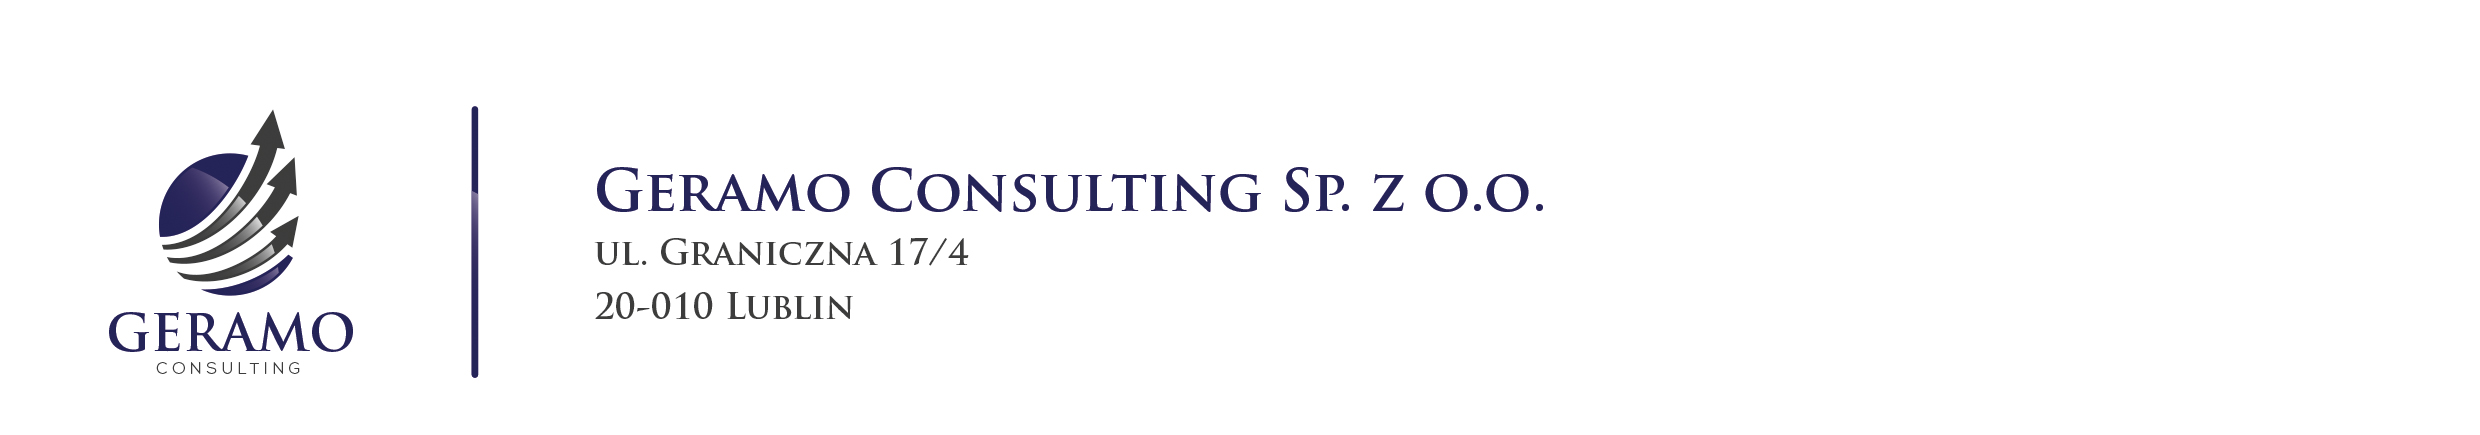 GERAMO
CONSULTING
Geramo Consulting Sp. z o.o.
ul. Graniczna 17/4
20-010 Lublin